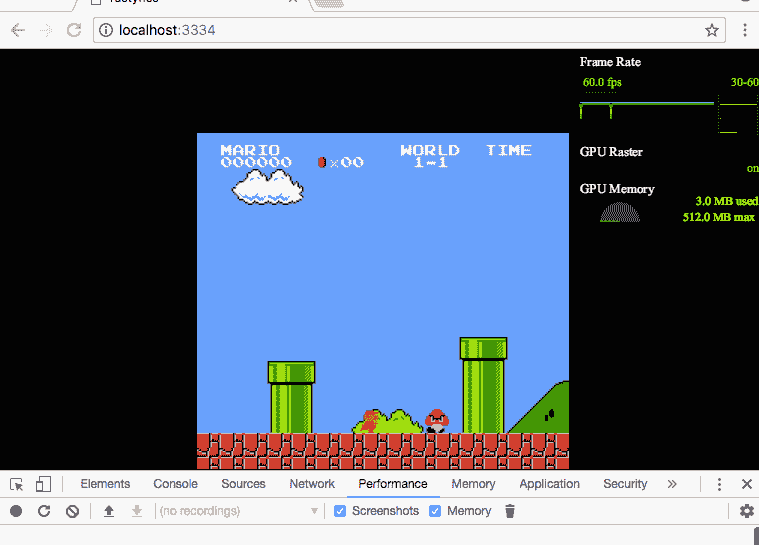 localhost:3334
Frame Rate
60.0 fps 30-60
MARIO WORLD TIME
000000 ×00 1-1
GPU Raster
on
GPU Memory
3.0 MB used
512.0 MB max
Elements Console Sources Network Performance Memory Application Security »
(no recordings) Screenshots Memory